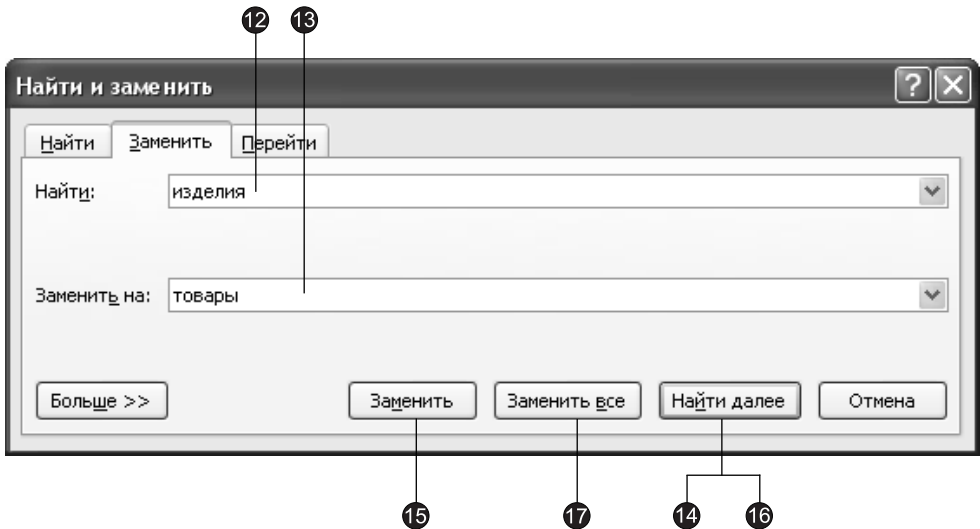 12 13
Найти и заменить
Найти Заменить Перейти
Найти: изделия
Заменить на: товары
Больше >> Заменить Заменить все Найти далее Отмена
15 17 14 16